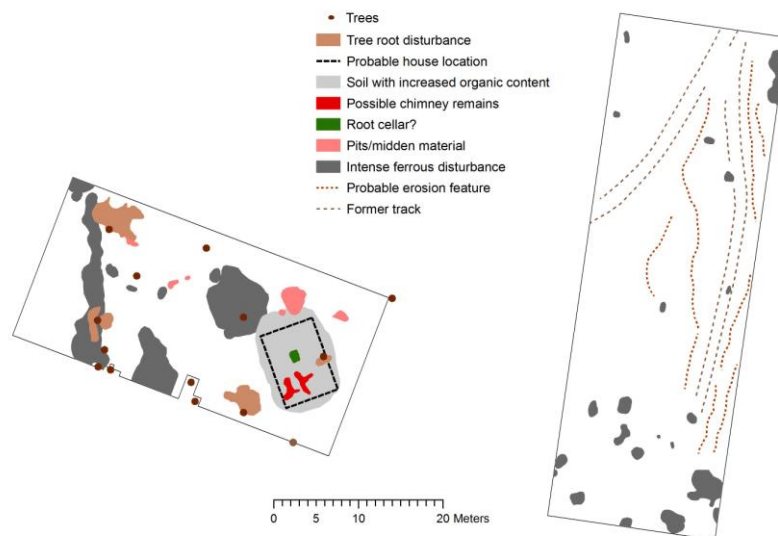 Trees
Tree root disturbance
Probable house location
Soil with increased organic content
Possible chimney remains
Root cellar?
Pits/midden material
Intense ferrous disturbance
Probable erosion feature
Former track
0 5 10 20 Meters